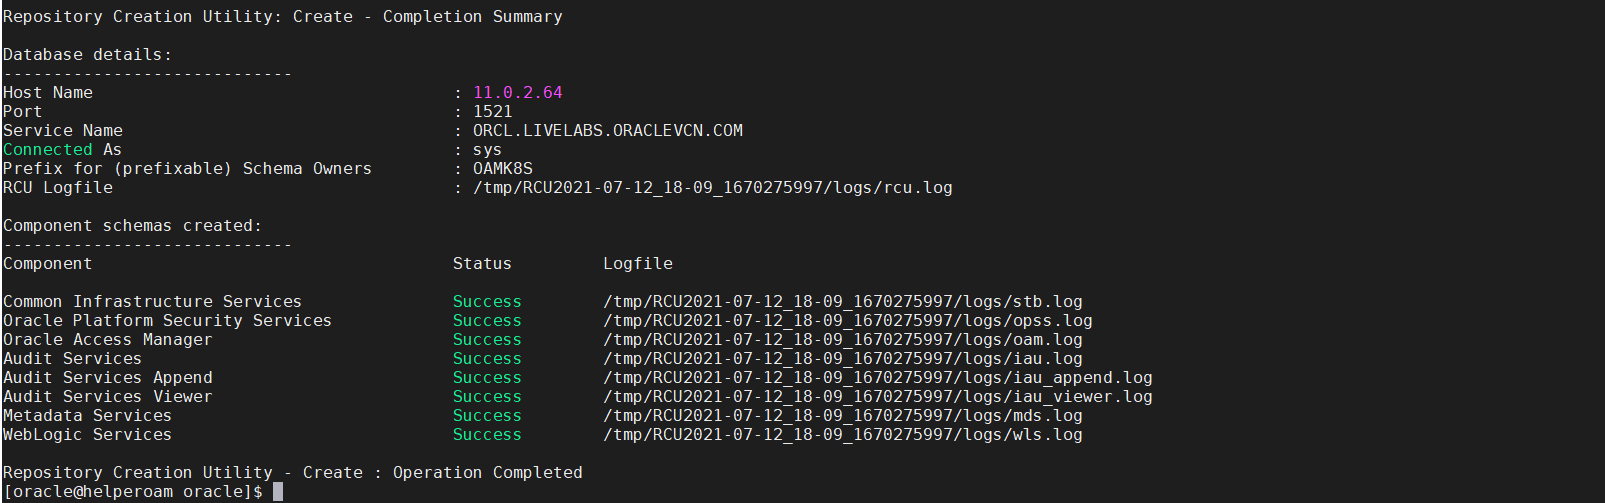 Repository Creation Utility: Create - Completion Summary
Database details:
-----------------------------
Host Name : 11.0.2.64
Port : 1521
Service Name : ORCL.LIVELABS.ORACLEVCN.COM
Connected As : sys
Prefix for (prefixable) Schema Owners : OAMK8S
RCU Logfile : /tmp/RCU2021-07-12_18-09_1670275997/logs/rcu.log
Component schemas created:
-----------------------------
Component Status Logfile
Common Infrastructure Services Success /tmp/RCU2021-07-12_18-09_1670275997/logs/stb.log
Oracle Platform Security Services Success /tmp/RCU2021-07-12_18-09_1670275997/logs/opss.log
Oracle Access Manager Success /tmp/RCU2021-07-12_18-09_1670275997/logs/oam.log
Audit Services Success /tmp/RCU2021-07-12_18-09_1670275997/logs/iau.log
Audit Services Append Success /tmp/RCU2021-07-12_18-09_1670275997/logs/iau_append.log
Audit Services Viewer Success /tmp/RCU2021-07-12_18-09_1670275997/logs/iau_viewer.log
Metadata Services Success /tmp/RCU2021-07-12_18-09_1670275997/logs/mds.log
WebLogic Services Success /tmp/RCU2021-07-12_18-09_1670275997/logs/wls.log
Repository Creation Utility - Create : Operation Completed
[oracle@helperoam oracle]$